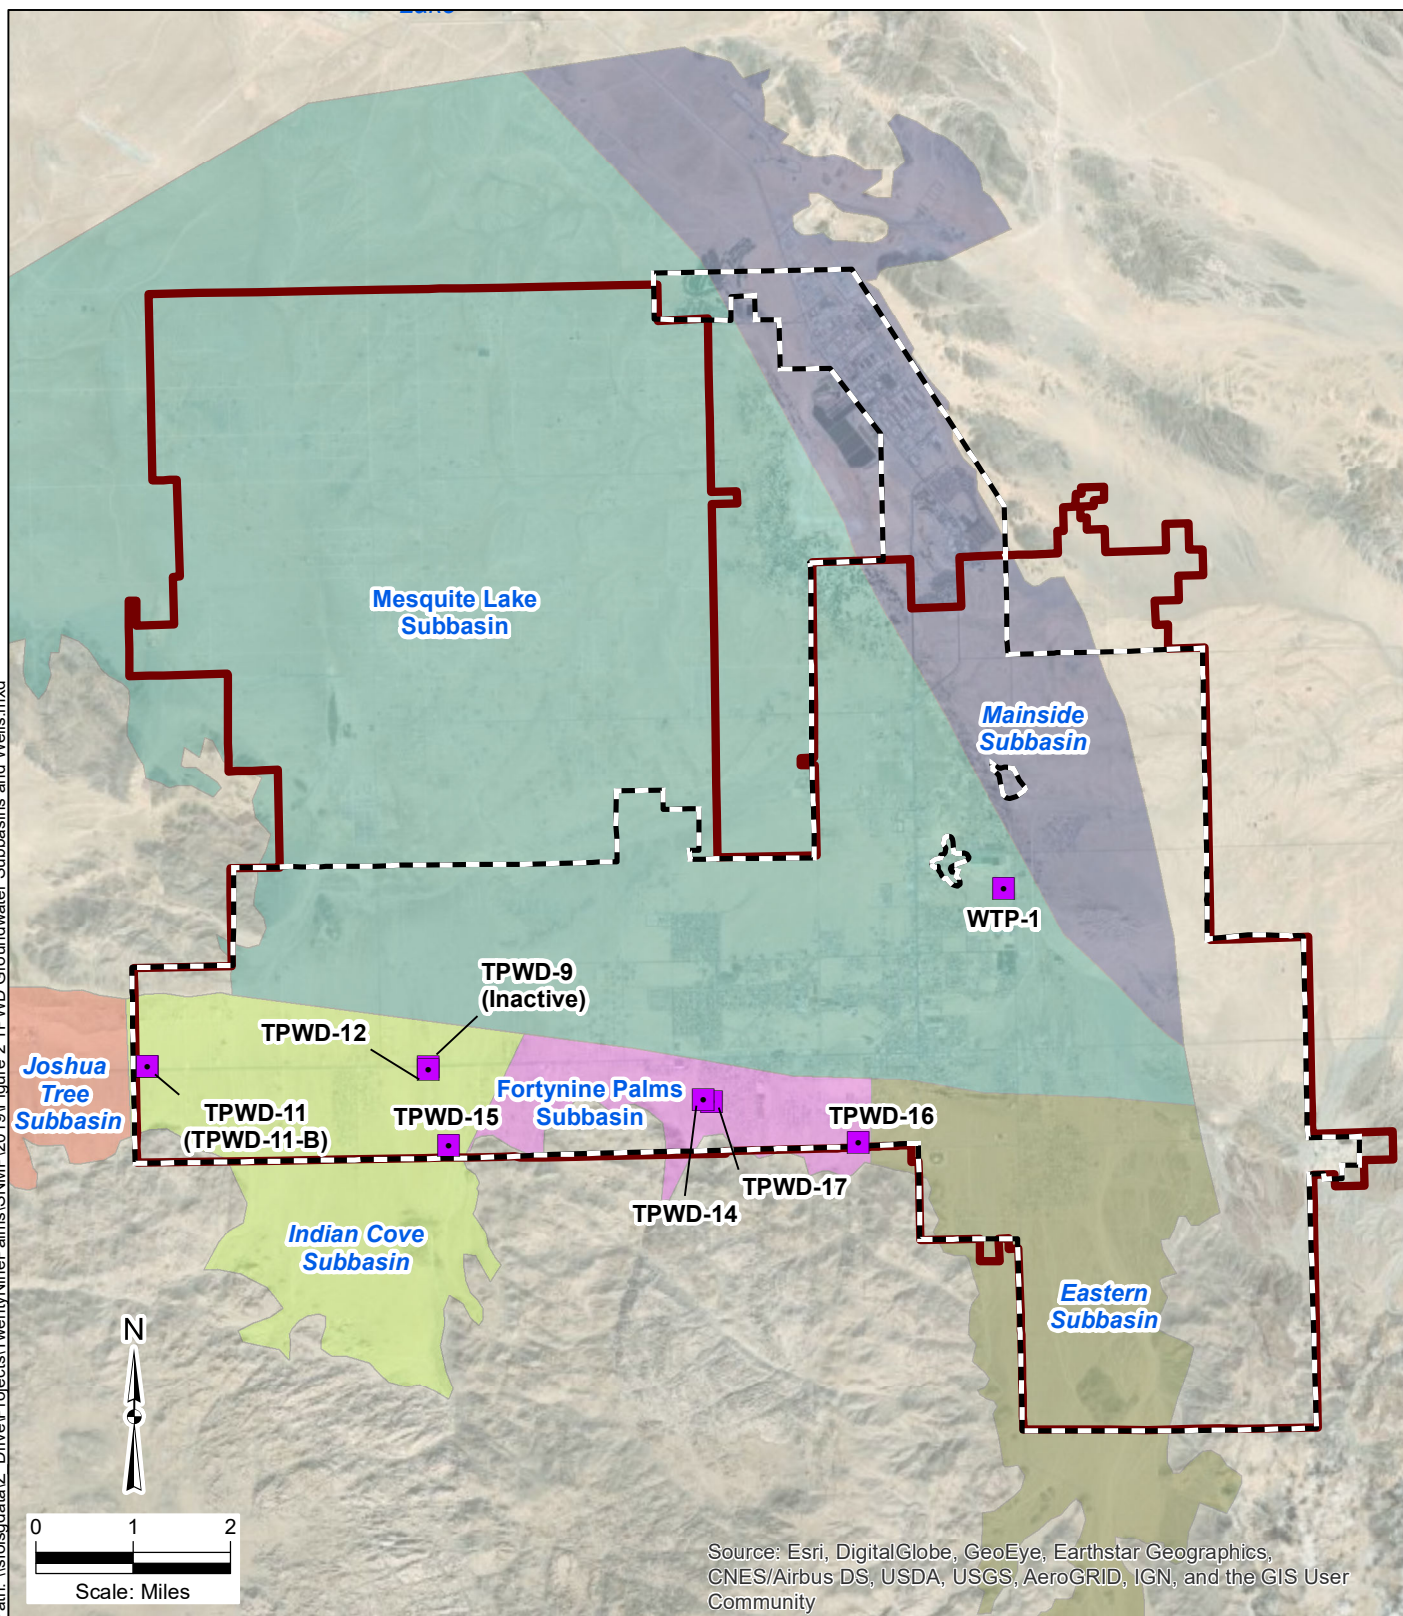 Lake
Mesquite Lake
Subbasin
Mainside
Subbasin
WTP-1
TPWD-9
(Inactive)
TPWD-12
Joshua
Tree
Subbasin
TPWD-11
(TPWD-11-B)
TPWD-15
Fortynine Palms
Subbasin
TPWD-16
TPWD-17
TPWD-14
Indian Cove
Subbasin
Eastern
Subbasin
N
0 1 2
Scale: Miles
Source: Esri, DigitalGlobe, GeoEye, Earthstar Geographics,
CNES/Airbus DS, USDA, USGS, AeroGRID, IGN, and the GIS User
Community